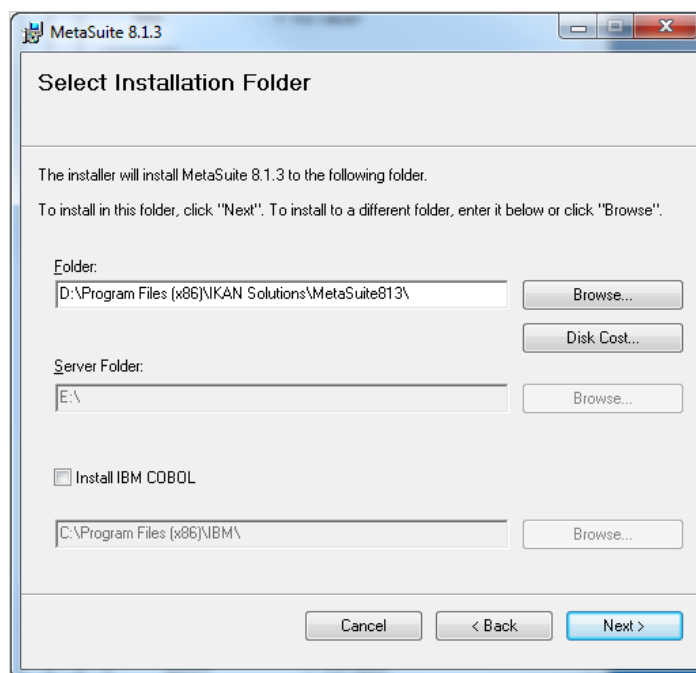 MetaSuite 8.1.3
Select Installation Folder
The installer will install MetaSuite 8.1.3 to the following folder.
To install in this folder, click "Next". To install to a different folder, enter it below or click "Browse".
Folder:
D:\Program Files (x86)\IKAN Solutions\MetaSuite813\
Browse...
Disk Cost...
Server Folder:
E:\
Browse...
Install IBM COBOL
C:\Program Files (x86)\IBM\
Browse...
Cancel
< Back
Next >